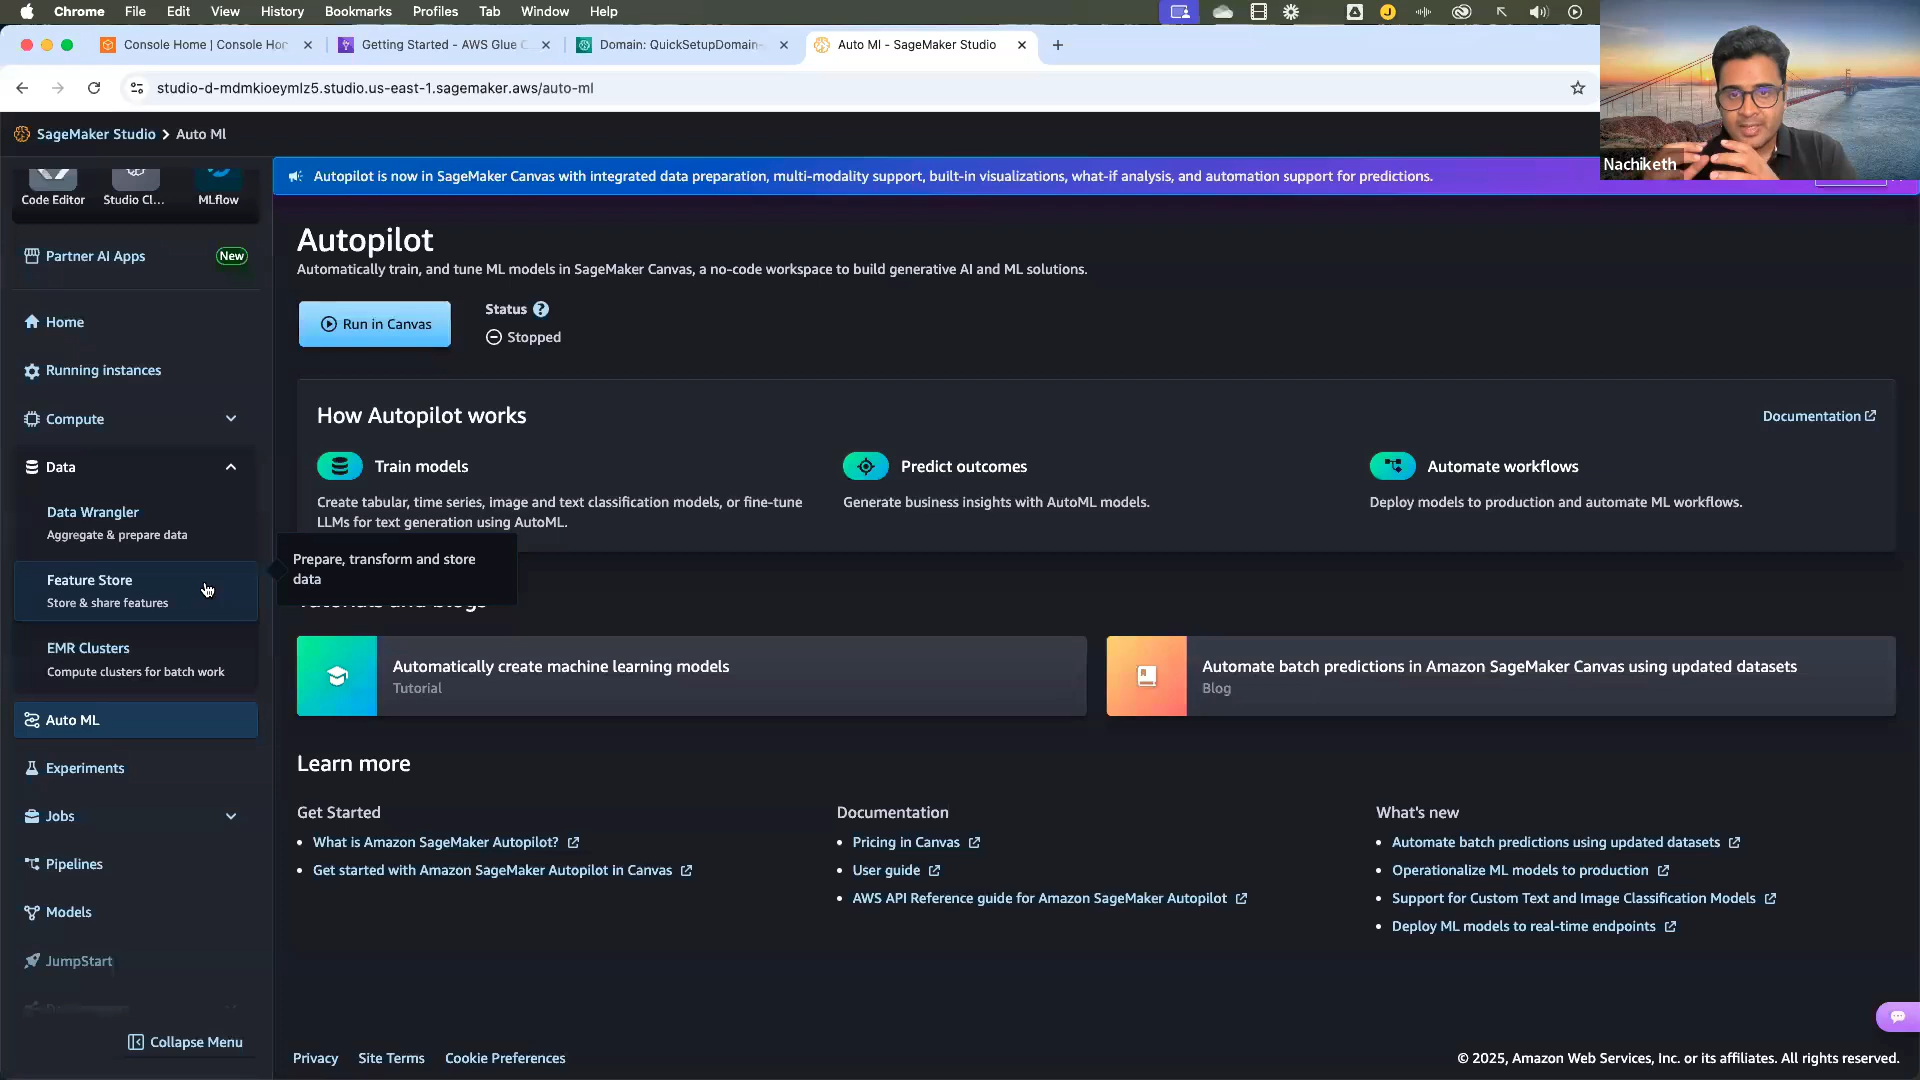 Chrome File Edit View History Bookmarks Profiles Tab Window Help
Console Home | Console Ho
Getting Started - AWS Glue
Domain: QuickSetupDomain-
Auto Ml - SageMaker Studio
studio-d-mdmkioeymlz5.studio.us-east-1.sagemaker.aws/auto-ml
Nachiketh
SageMaker Studio > Auto Ml
Code Editor
Studio Cl...
MLflow
Partner AI Apps
New
Home
Running instances
Compute
Data
Data Wrangler
Aggregate & prepare data
Feature Store
Store & share features
EMR Clusters
Compute clusters for batch work
Auto ML
Experiments
Jobs
Pipelines
Models
JumpStart
Collapse Menu
Autopilot is now in SageMaker Canvas with integrated data preparation, multi-modality support, built-in visualizations, what-if analysis, and automation support for predictions.
Autopilot
Automatically train, and tune ML models in SageMaker Canvas, a no-code workspace to build generative AI and ML solutions.
Run in Canvas
Status
Stopped
How Autopilot works
Documentation
Train models
Create tabular, time series, image and text classification models, or fine-tune
LLMs for text generation using AutoML.
Predict outcomes
Generate business insights with AutoML models.
Automate workflows
Deploy models to production and automate ML workflows.
Prepare, transform and store
data
Tutorials and blogs
Automatically create machine learning models
Tutorial
Automate batch predictions in Amazon SageMaker Canvas using updated datasets
Blog
Learn more
Get Started
What is Amazon SageMaker Autopilot?
Get started with Amazon SageMaker Autopilot in Canvas
Documentation
Pricing in Canvas
User guide
AWS API Reference guide for Amazon SageMaker Autopilot
What's new
Automate batch predictions using updated datasets
Operationalize ML models to production
Support for Custom Text and Image Classification Models
Deploy ML models to real-time endpoints
Privacy
Site Terms
Cookie Preferences
© 2025, Amazon Web Services, Inc. or its affiliates. All rights reserved.